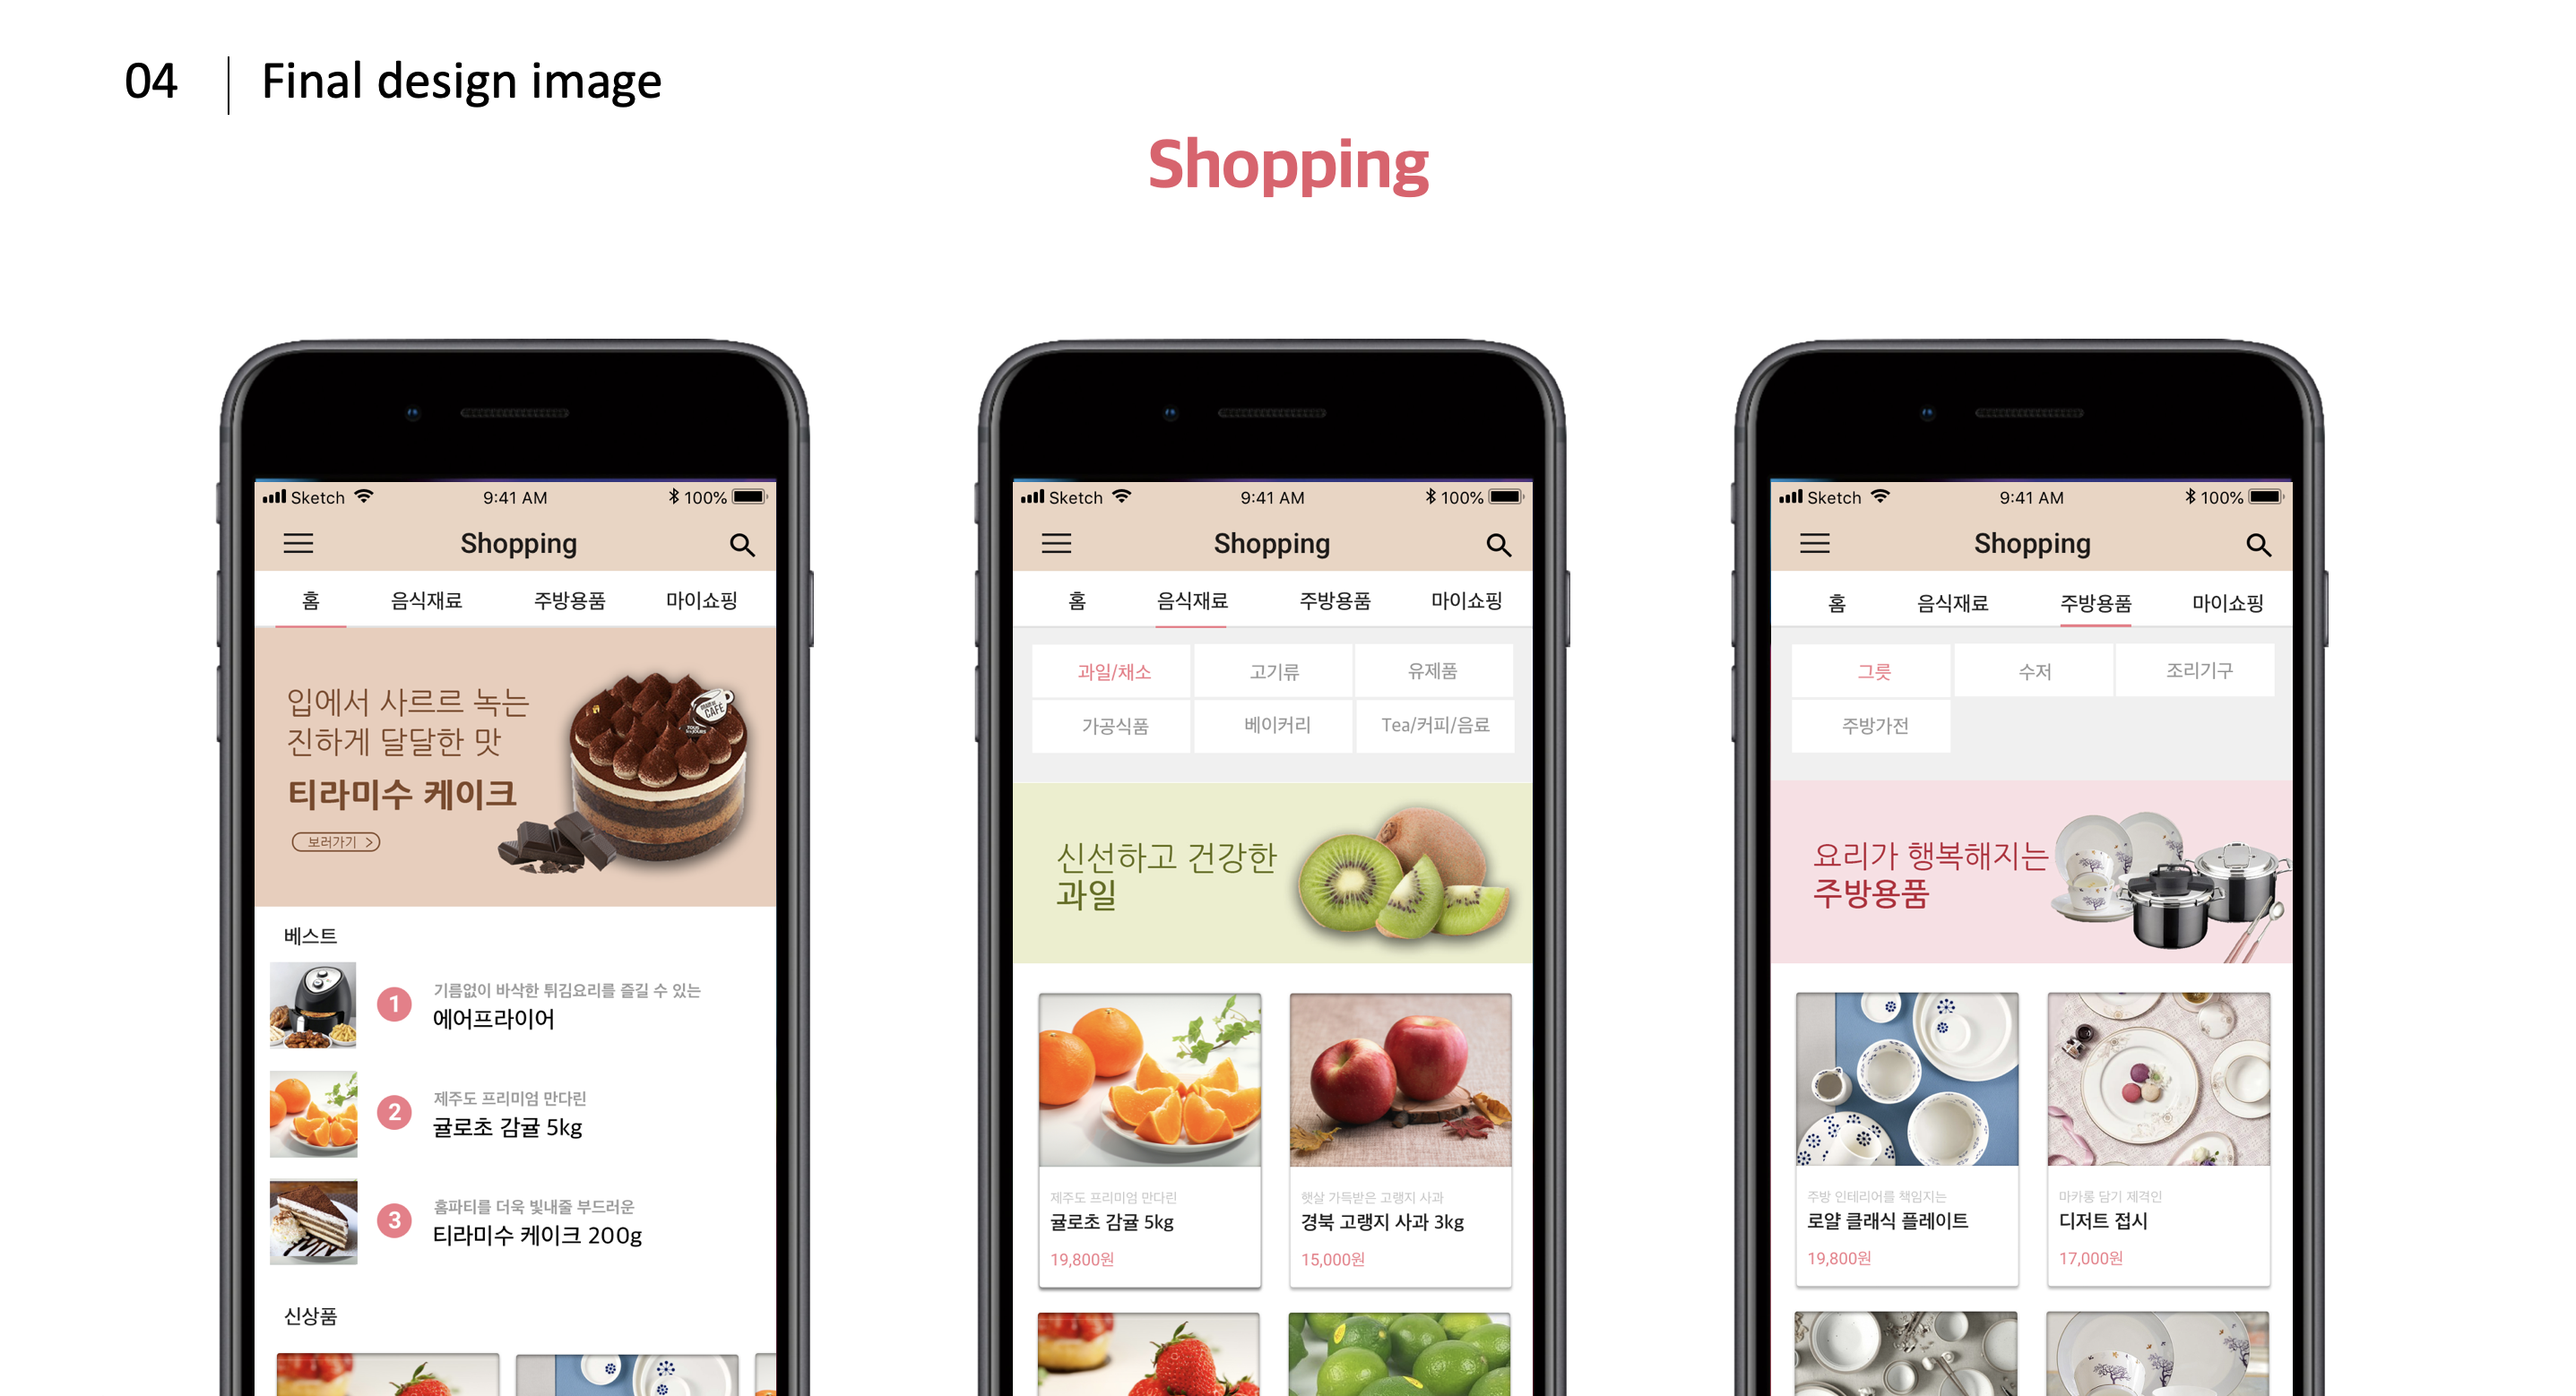 04
Final design image
Shopping
Sketch 9:41 AM 100%
Shopping
홈 음식재료 주방용품 마이쇼핑
입에서 사르르 녹는
진하게 달달한 맛
티라미수 케이크
보러가기 >
CAFÉ
베스트
1
기름없이 바삭한 튀김요리를 즐길 수 있는
에어프라이어
2
제주도 프리미엄 만다린
귤로초 감귤 5kg
3
홈파티를 더욱 빛내줄 부드러운
티라미수 케이크 200g
신상품
Sketch 9:41 AM 100%
Shopping
홈 음식재료 주방용품 마이쇼핑
과일/채소 고기류 유제품
가공식품 베이커리 Tea/커피/음료
신선하고 건강한
과일
제주도 프리미엄 만다린
귤로초 감귤 5kg
19,800원
햇살 가득받은 고랭지 사과
경북 고랭지 사과 3kg
15,000원
Sketch 9:41 AM 100%
Shopping
홈 음식재료 주방용품 마이쇼핑
그릇 수저 조리기구
주방가전
요리가 행복해지는
주방용품
주방 인테리어를 책임지는
로얄 클래식 플레이트
19,800원
마카롱 담기 제격인
디저트 접시
17,000원